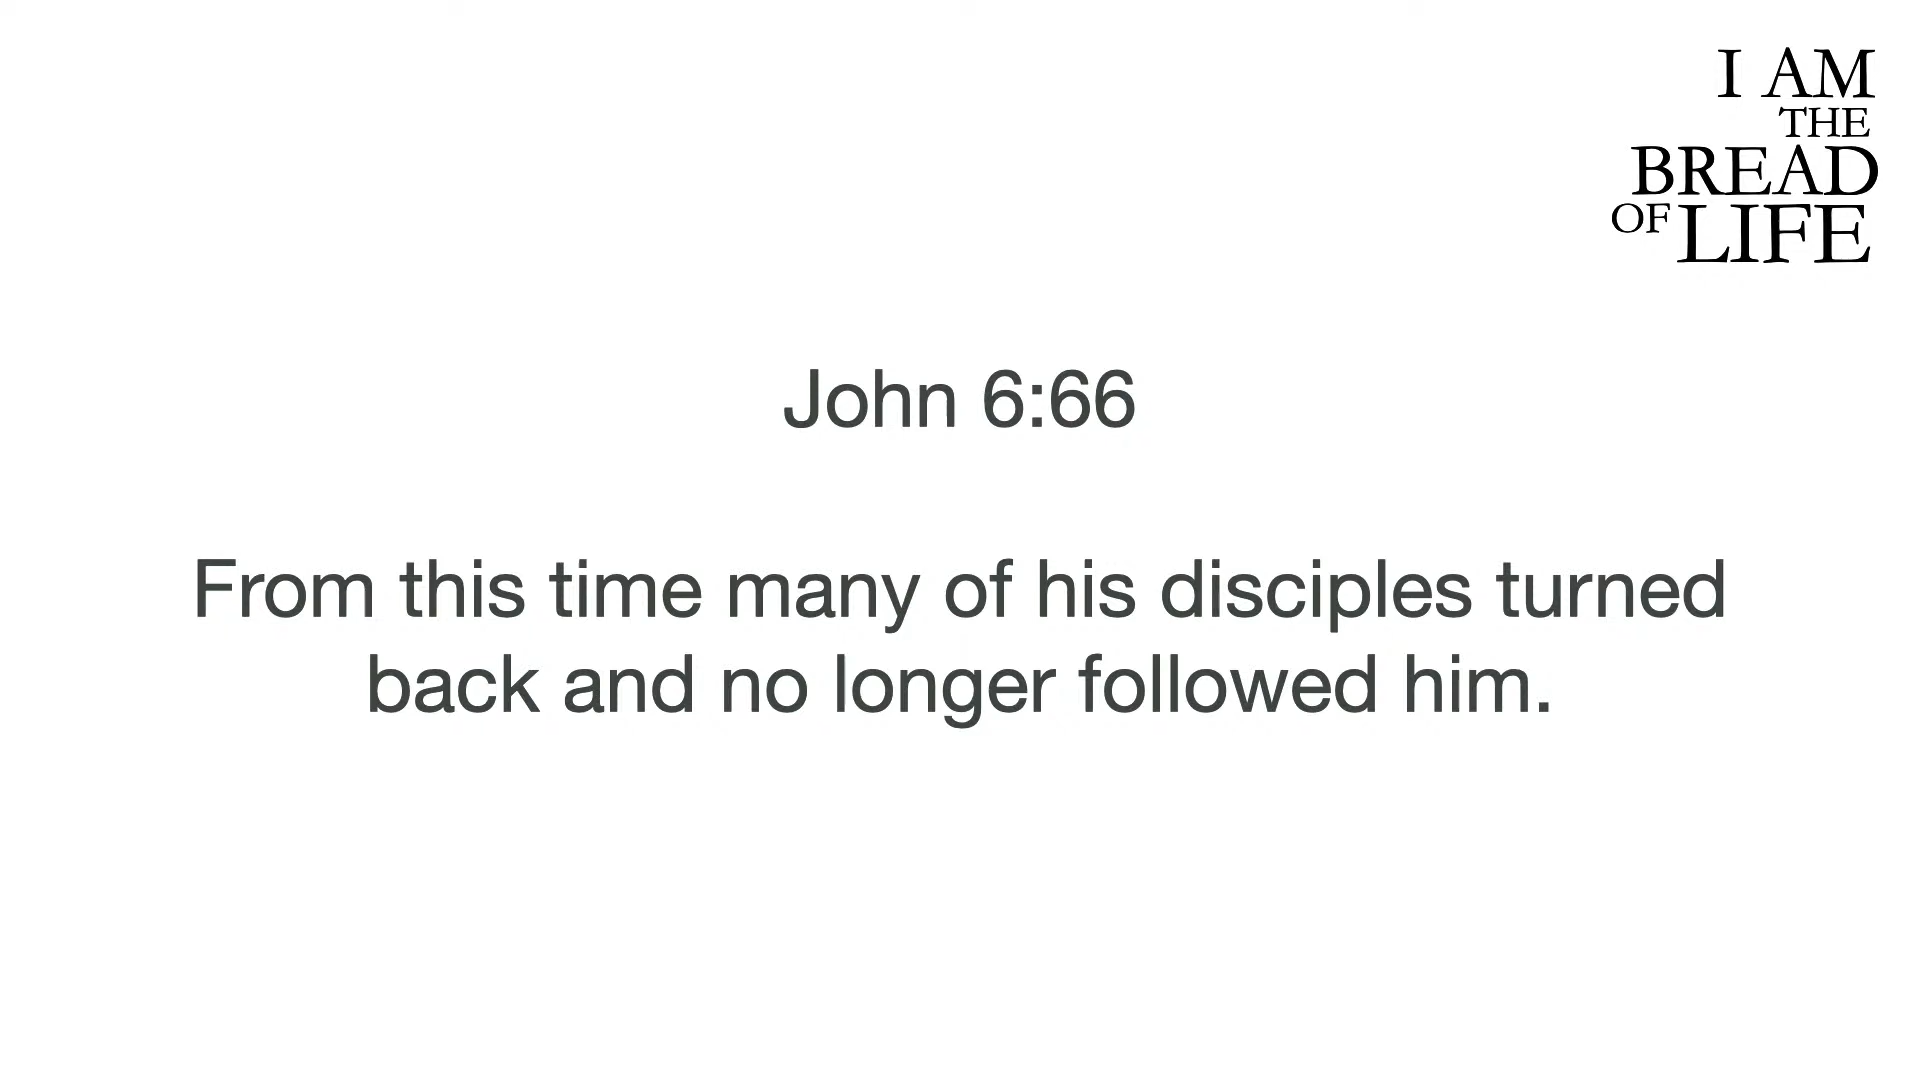 I AM
THE
BREAD
OF LIFE
John 6:66
From this time many of his disciples turned
back and no longer followed him.